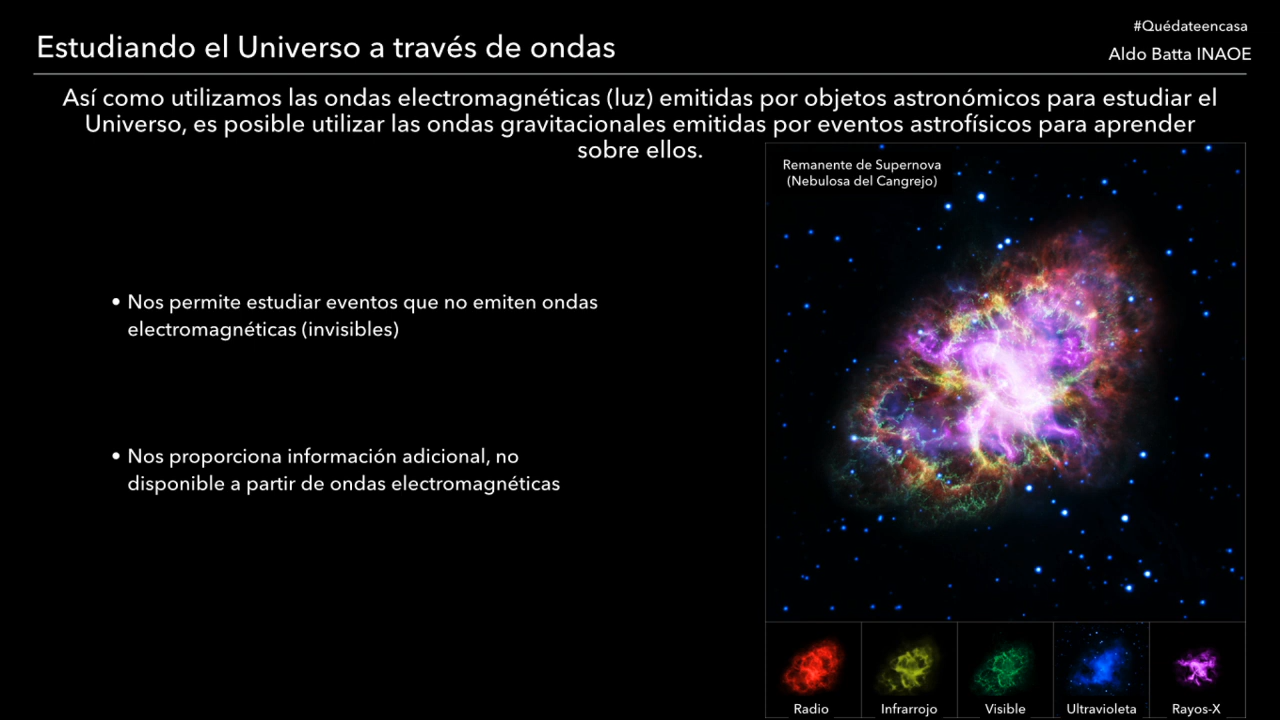 #Quédateencasa
Estudiando el Universo a través de ondas
Aldo Batta INAOE
Así como utilizamos las ondas electromagnéticas (luz) emitidas por objetos astronómicos para estudiar el
Universo, es posible utilizar las ondas gravitacionales emitidas por eventos astrofísicos para aprender
sobre ellos.
Remanente de Supernova
(Nebulosa del Cangrejo)
• Nos permite estudiar eventos que no emiten ondas
electromagnéticas (invisibles)
• Nos proporciona información adicional, no
disponible a partir de ondas electromagnéticas
Radio
Infrarrojo
Visible
Ultravioleta
Rayos-X